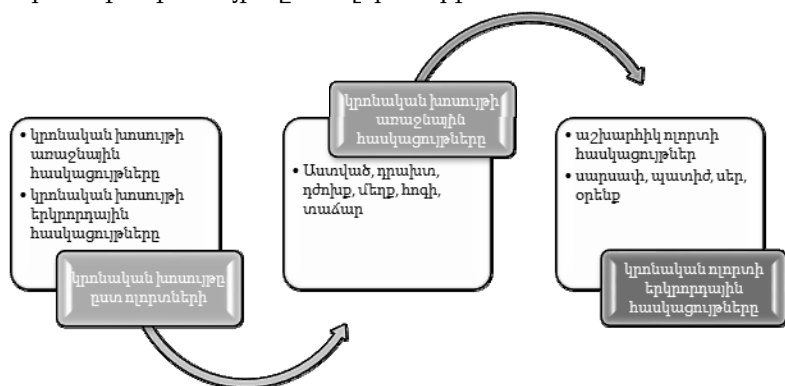 • կրոնական խոսույթի
առաջնային
հասկացությունները
• կրոնական խոսույթի
երկրորդային
հասկացությունները
կրոնական խոսույթը
ըստ ոլորտների
կրոնական խոսույթի
առաջնային
հասկացությունները
• Աստված, դրախտ,
դժոխք, մեղք, հոգի,
տաճար
• աշխարհիկ ոլորտի
հասկացություններ
• սարսափ, պատիժ, սեր,
օրենք
կրոնական ոլորտի
երկրորդային
հասկացությունները